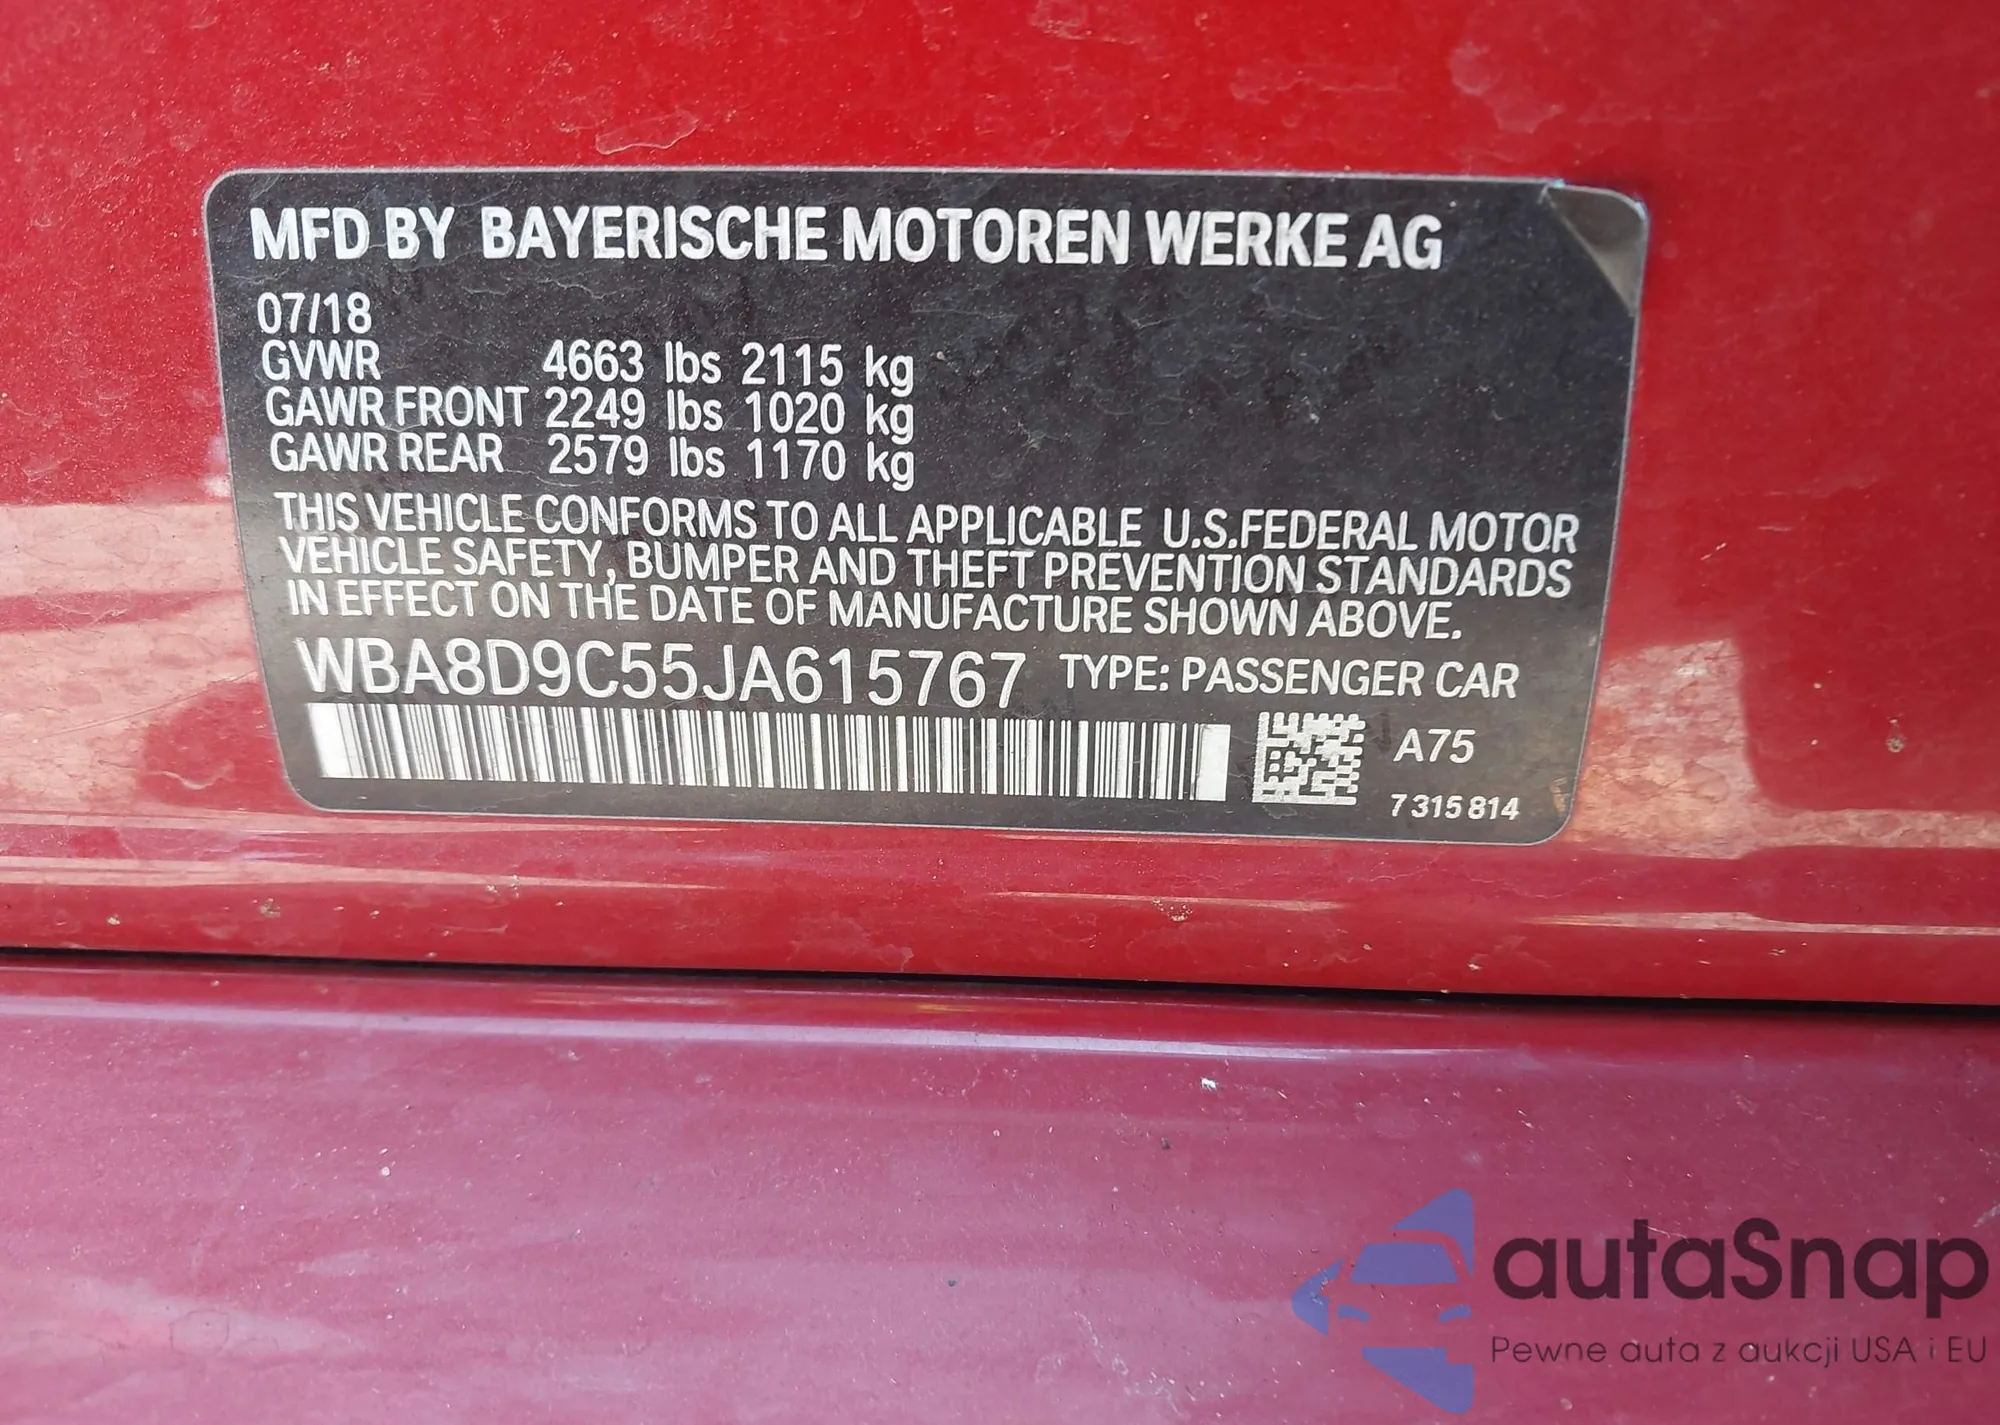 MFD BY BAYERISCHE MOTOREN WERKE AG
07/18
GVWR 4663 lbs 2115 kg
GAWR FRONT 2249 lbs 1020 kg
GAWR REAR 2579 lbs 1170 kg
THIS VEHICLE CONFORMS TO ALL APPLICABLE U.S.FEDERAL MOTOR
VEHICLE SAFETY, BUMPER AND THEFT PREVENTION STANDARDS
IN EFFECT ON THE DATE OF MANUFACTURE SHOWN ABOVE.
WBA8D9C55JA615767 TYPE: PASSENGER CAR
A75
7 315 814
autaSnap
Pewne auta z aukcji USA i EU